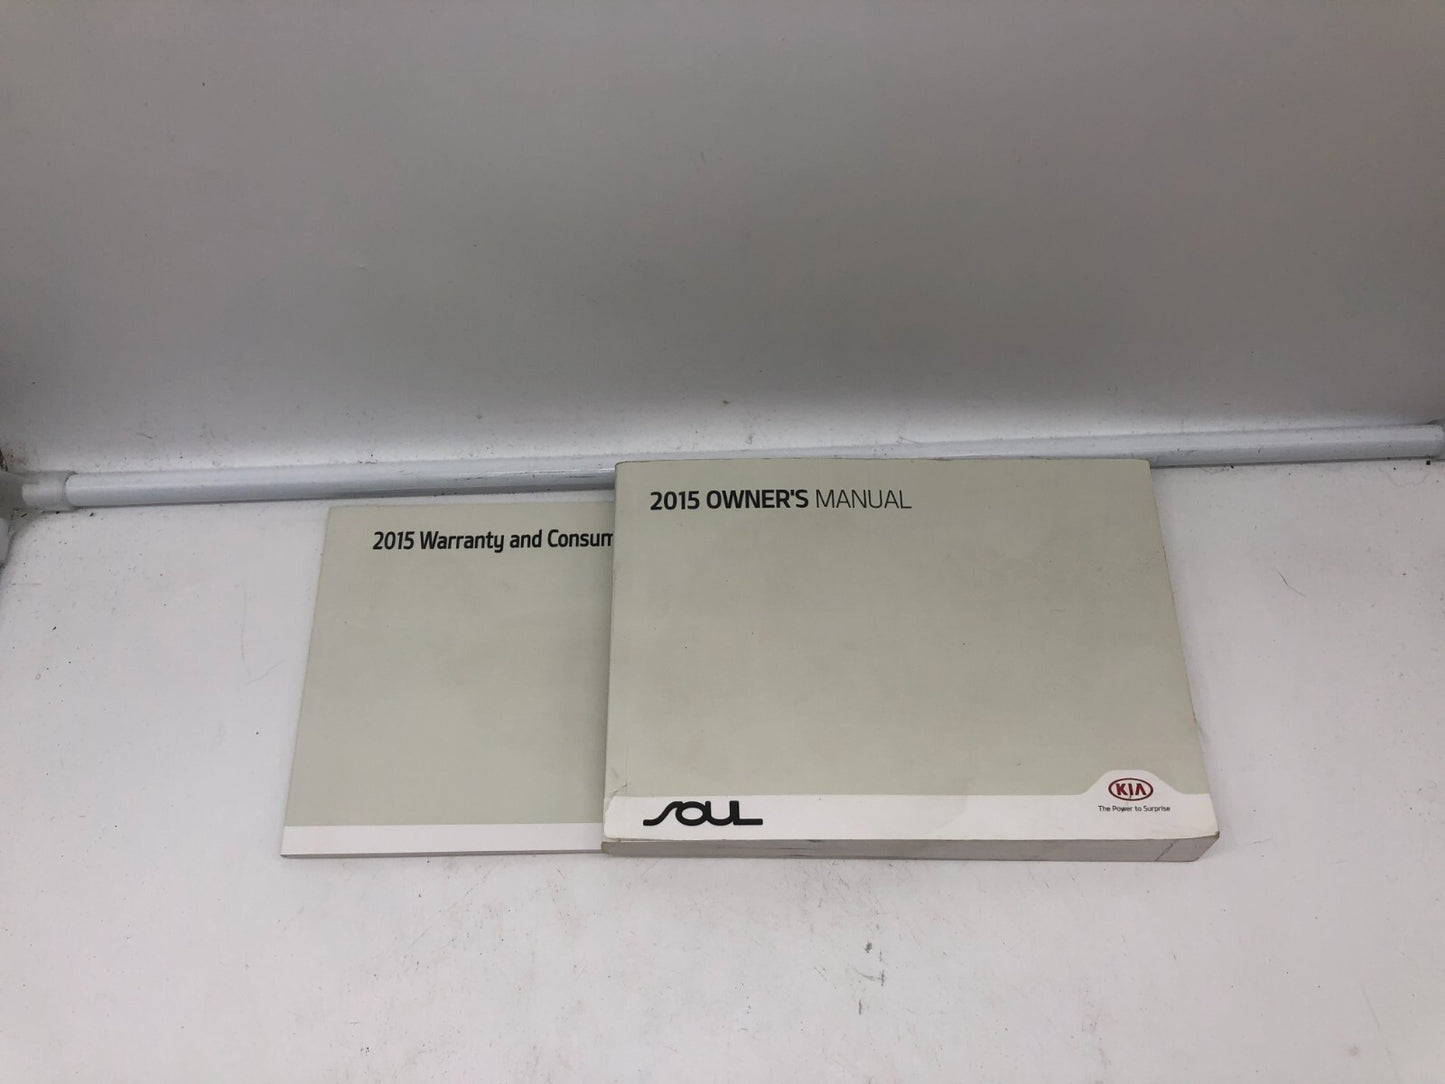 2015 OWNER'S MANUAL
2015 Warranty and Consum
SOUL
KIA
The Power to Surprise